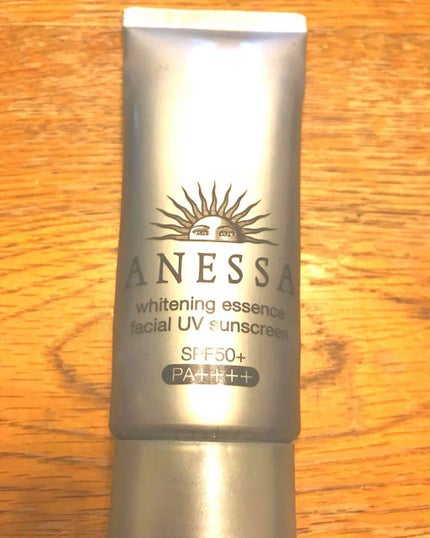 ANESSA
whitening essence
facial UV sunscreen
SPF50+
PA++++